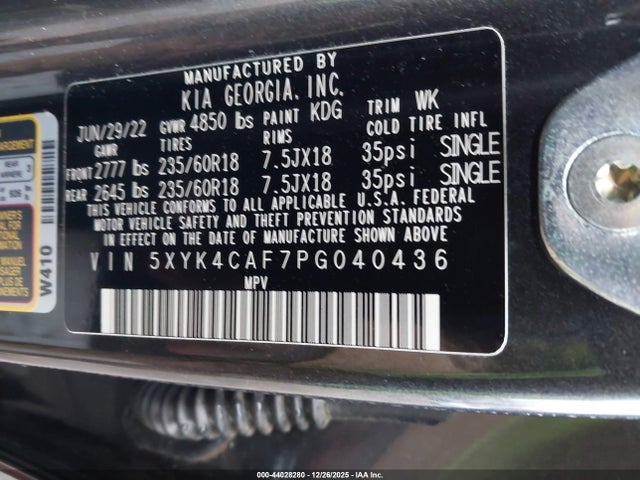 MANUFACTURED BY
KIA GEORGIA, INC.
JUN/29/22 GVWR 4850 lbs PAINT KDG TRIM WK
GAWR TIRES RIMS COLD TIRE INFL
FRONT 2777 lbs 235/60R18 7.5JX18 35psi SINGLE
REAR 2645 lbs 235/60R18 7.5JX18 35psi SINGLE
THIS VEHICLE CONFORMS TO ALL APPLICABLE U.S.A. FEDERAL
MOTOR VEHICLE SAFETY AND THEFT PREVENTION STANDARDS
IN EFFECT ON THE DATE OF MANUFACTURE SHOWN ABOVE
VIN 5XYK4CAF7PG040436
MPV
W410
REAR
3
000-44028280 - 12/26/2025 - IAA Inc.